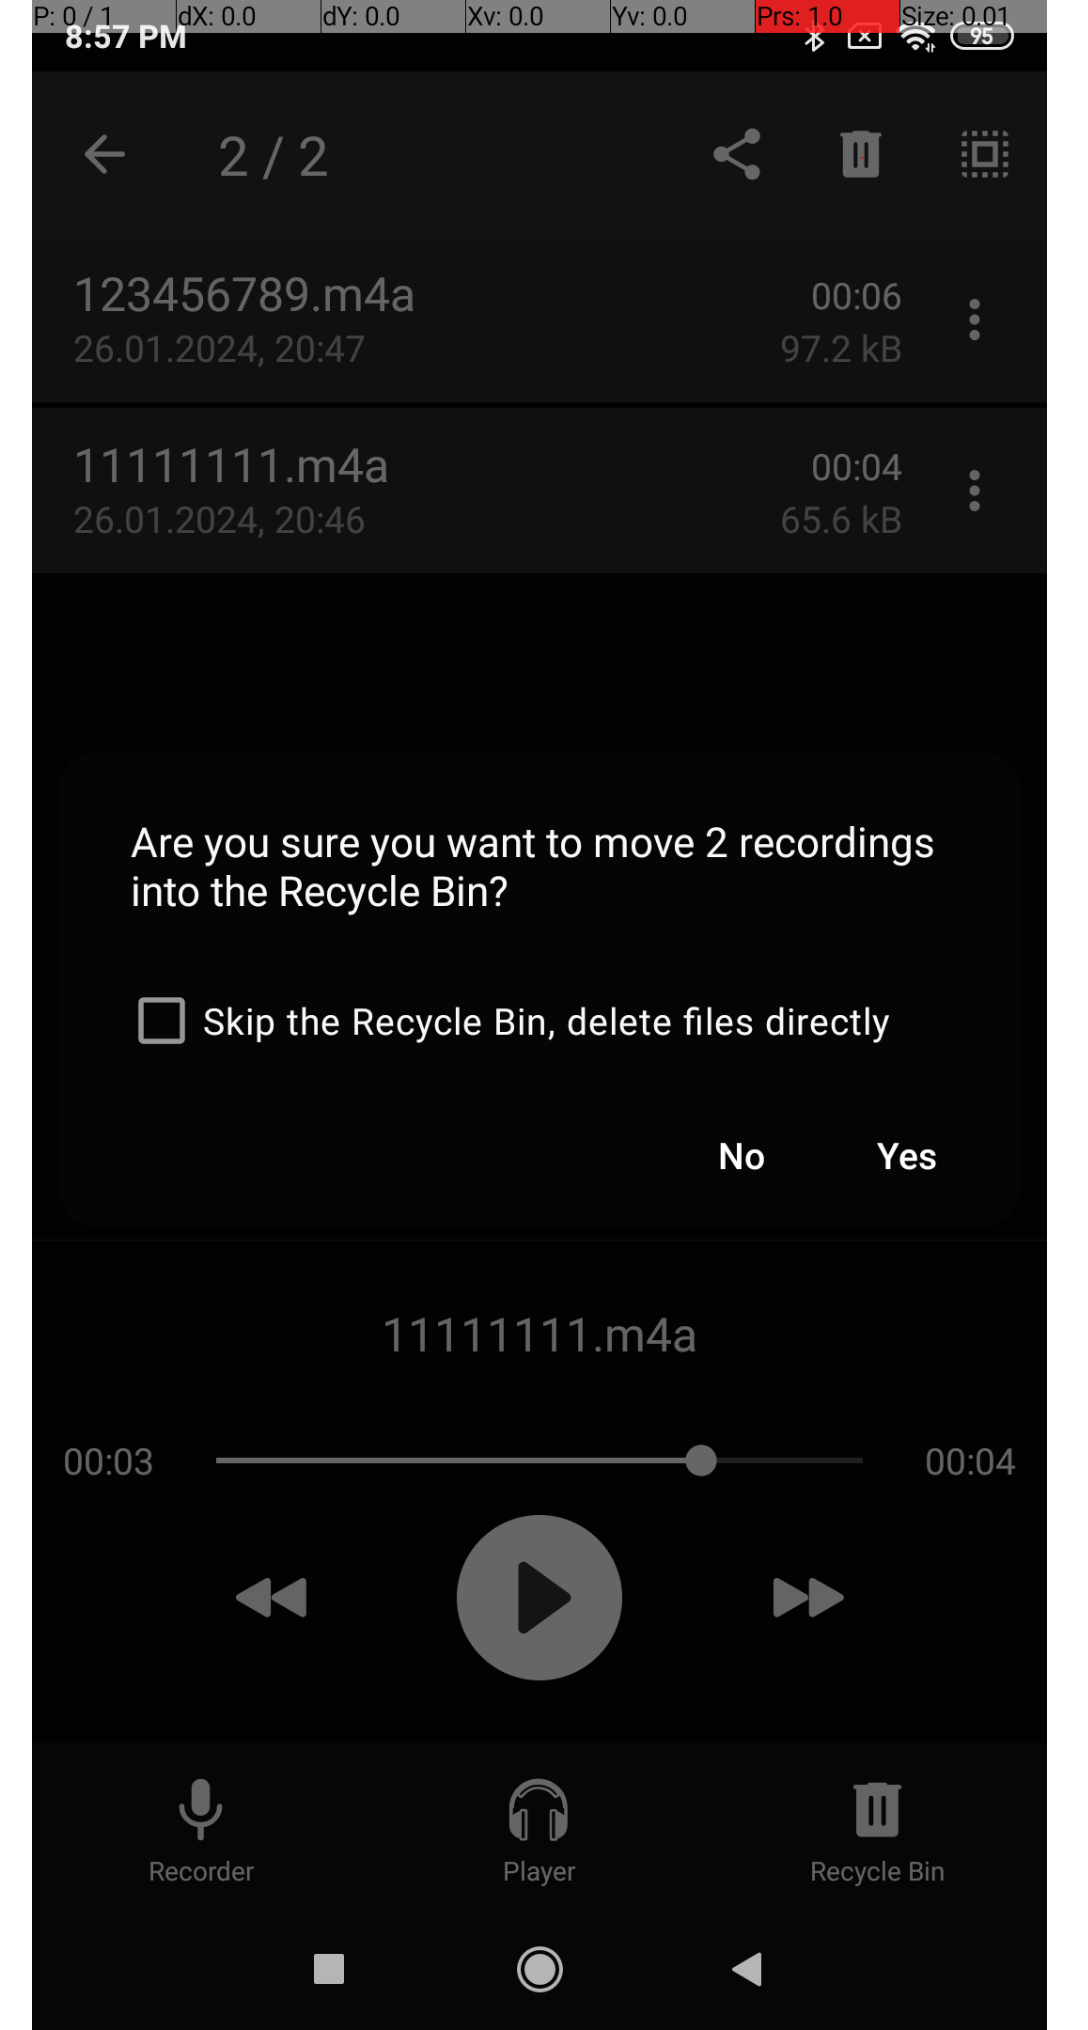 P: 0 / 1 dX: 0.0 dY: 0.0 Xv: 0.0 Yv: 0.0 Prs: 1.0 Size: 0.01
8:57 PM 95
2 / 2
123456789.m4a 00:06
26.01.2024, 20:47 97.2 kB
11111111.m4a 00:04
26.01.2024, 20:46 65.6 kB
Are you sure you want to move 2 recordings
into the Recycle Bin?
Skip the Recycle Bin, delete files directly
No Yes
11111111.m4a
00:03 00:04
Recorder Player Recycle Bin